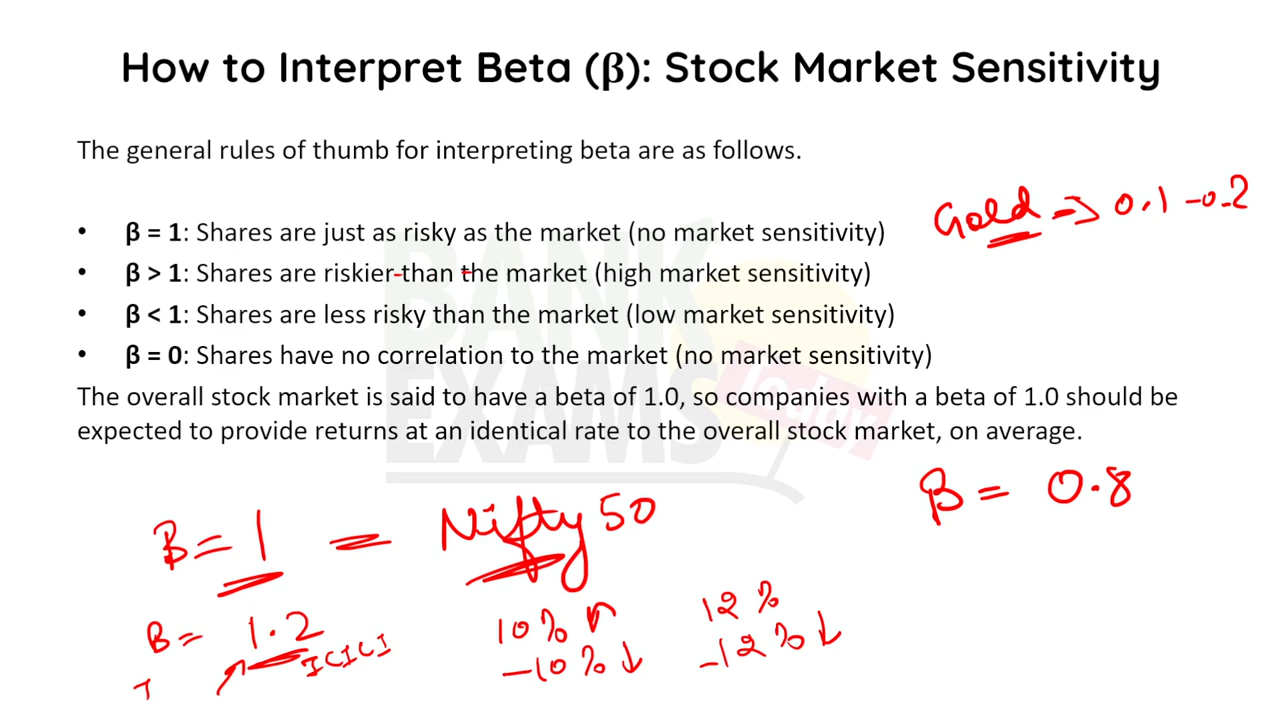 How to Interpret Beta (β): Stock Market Sensitivity
The general rules of thumb for interpreting beta are as follows.
Gold => 0.1 -0.2
• β = 1: Shares are just as risky as the market (no market sensitivity)
• β > 1: Shares are riskier than the market (high market sensitivity)
• β < 1: Shares are less risky than the market (low market sensitivity)
• β = 0: Shares have no correlation to the market (no market sensitivity)
The overall stock market is said to have a beta of 1.0, so companies with a beta of 1.0 should be
expected to provide returns at an identical rate to the overall stock market, on average.
BANK
EXAMS
today
β = 0.8
B = 1 = Nifty 50
B = 1.2 10% ↑ 12%
ICICI -10% ↓ -12% ↓